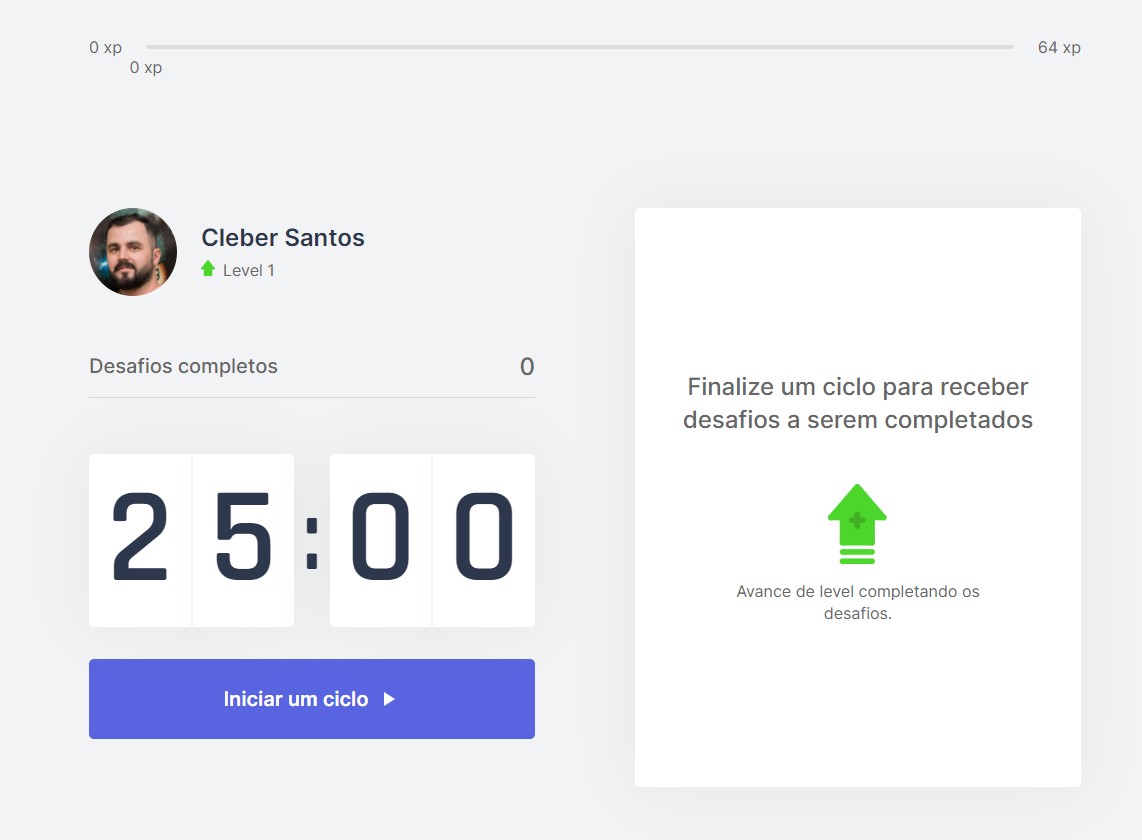 0 xp
64 xp
0 xp
Cleber Santos
Level 1
Desafios completos
0
25:00
Iniciar um ciclo
Finalize um ciclo para receber
desafios a serem completados
Avance de level completando os
desafios.